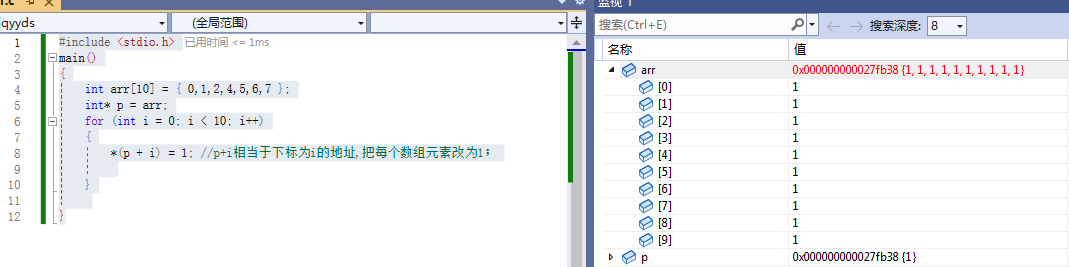 qyyds
(全局范围)
1 #include <stdio.h> 已用时间 <= 1ms
2 main()
3 {
4 int arr[10] = { 0,1,2,4,5,6,7 };
5 int* p = arr;
6 for (int i = 0; i < 10; i++)
7 {
8 *(p + i) = 1; //p+i相当于下标为i的地址,把每个数组元素改为1;
9
10 }
11
12 }
监视 1
搜索(Ctrl+E)
搜索深度: 8
名称 值
arr 0x000000000027fb38 {1, 1, 1, 1, 1, 1, 1, 1, 1, 1}
[0] 1
[1] 1
[2] 1
[3] 1
[4] 1
[5] 1
[6] 1
[7] 1
[8] 1
[9] 1
p 0x000000000027fb38 {1}